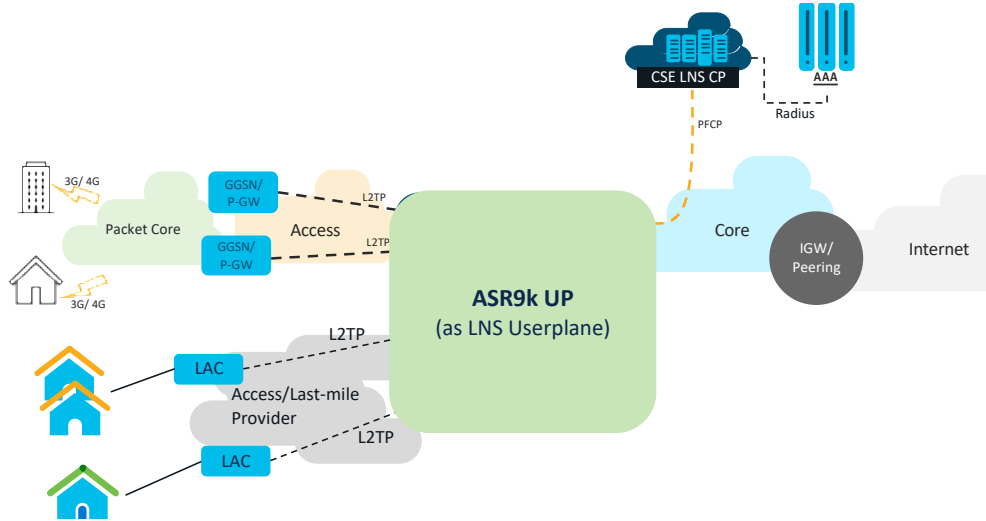 CSE LNS CP
AAA
Radius
PFCP
3G/ 4G
GGSN/
P-GW
L2TP
Packet Core
Access
L2TP
GGSN/
P-GW
3G/ 4G
Core
IGW/
Peering
Internet
ASR9k UP
(as LNS Userplane)
L2TP
LAC
Access/Last-mile
Provider
L2TP
LAC